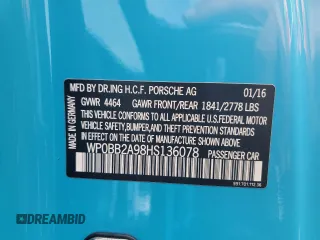 MFD BY DR.ING H.C.F. PORSCHE AG 01/16
GVWR 4464 GAWR FRONT/REAR 1841/2778 LBS
THIS VEHICLE CONFORMS TO ALL APPLICABLE
U.S. FEDERAL MOTOR VEHICLE SAFETY, BUMPER
AND THEFT PREVENTION STANDARDS IN EFFECT
ON THE DATE OF MANUFACTURE SHOWN ABOVE.
WP0BB2A98HS136078 PASSENGER CAR
MADE IN GERMANY
© DREAMBID